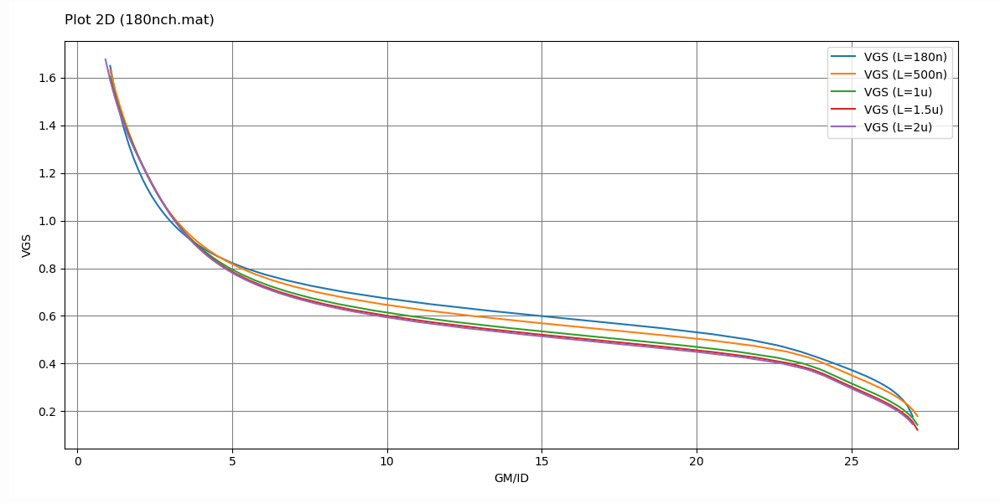 Plot 2D (180nch.mat)
VGS (L=180n)
VGS (L=500n)
VGS (L=1u)
VGS (L=1.5u)
VGS (L=2u)
1.6
1.4
1.2
1.0
0.8
0.6
0.4
0.2
VGS
0 5 10 15 20 25
GM/ID